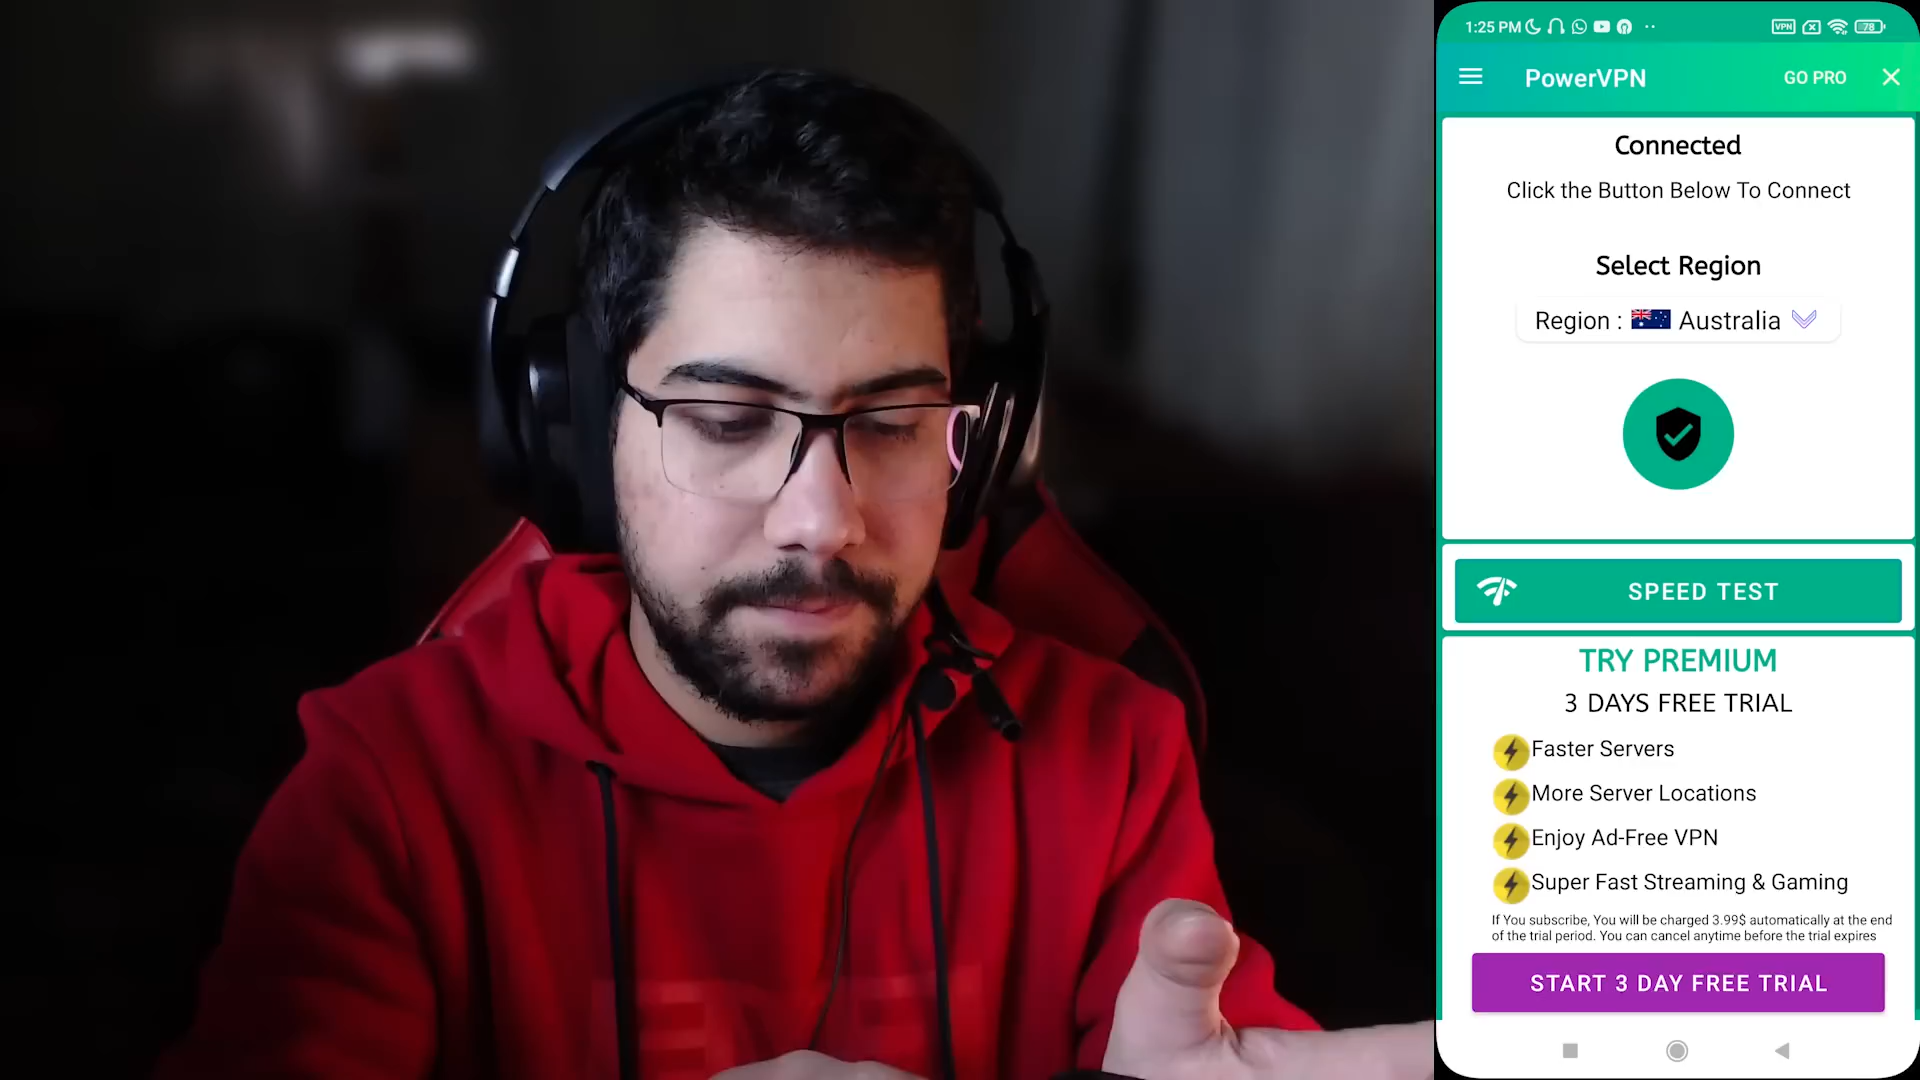 1:25 PM
VPN
78
PowerVPN
GO PRO
Connected
Click the Button Below To Connect
Select Region
Region : Australia
SPEED TEST
TRY PREMIUM
3 DAYS FREE TRIAL
Faster Servers
More Server Locations
Enjoy Ad-Free VPN
Super Fast Streaming & Gaming
If You subscribe, You will be charged 3.99$ automatically at the end
of the trial period. You can cancel anytime before the trial expires
START 3 DAY FREE TRIAL